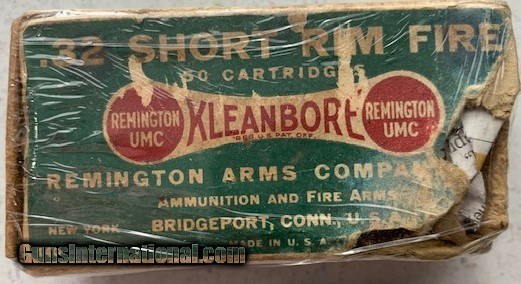 .32 SHORT RIM FIRE
50 CARTRIDGES
REMINGTON
UMC
KLEANBORE
REG. U.S. PAT. OFF.
REMINGTON
UMC
REMINGTON ARMS COMPA
AMMUNITION AND FIRE ARMS
BRIDGEPORT, CONN., U.S.A.
NEW YORK
MADE IN U.S.A.
GunsInternational.com